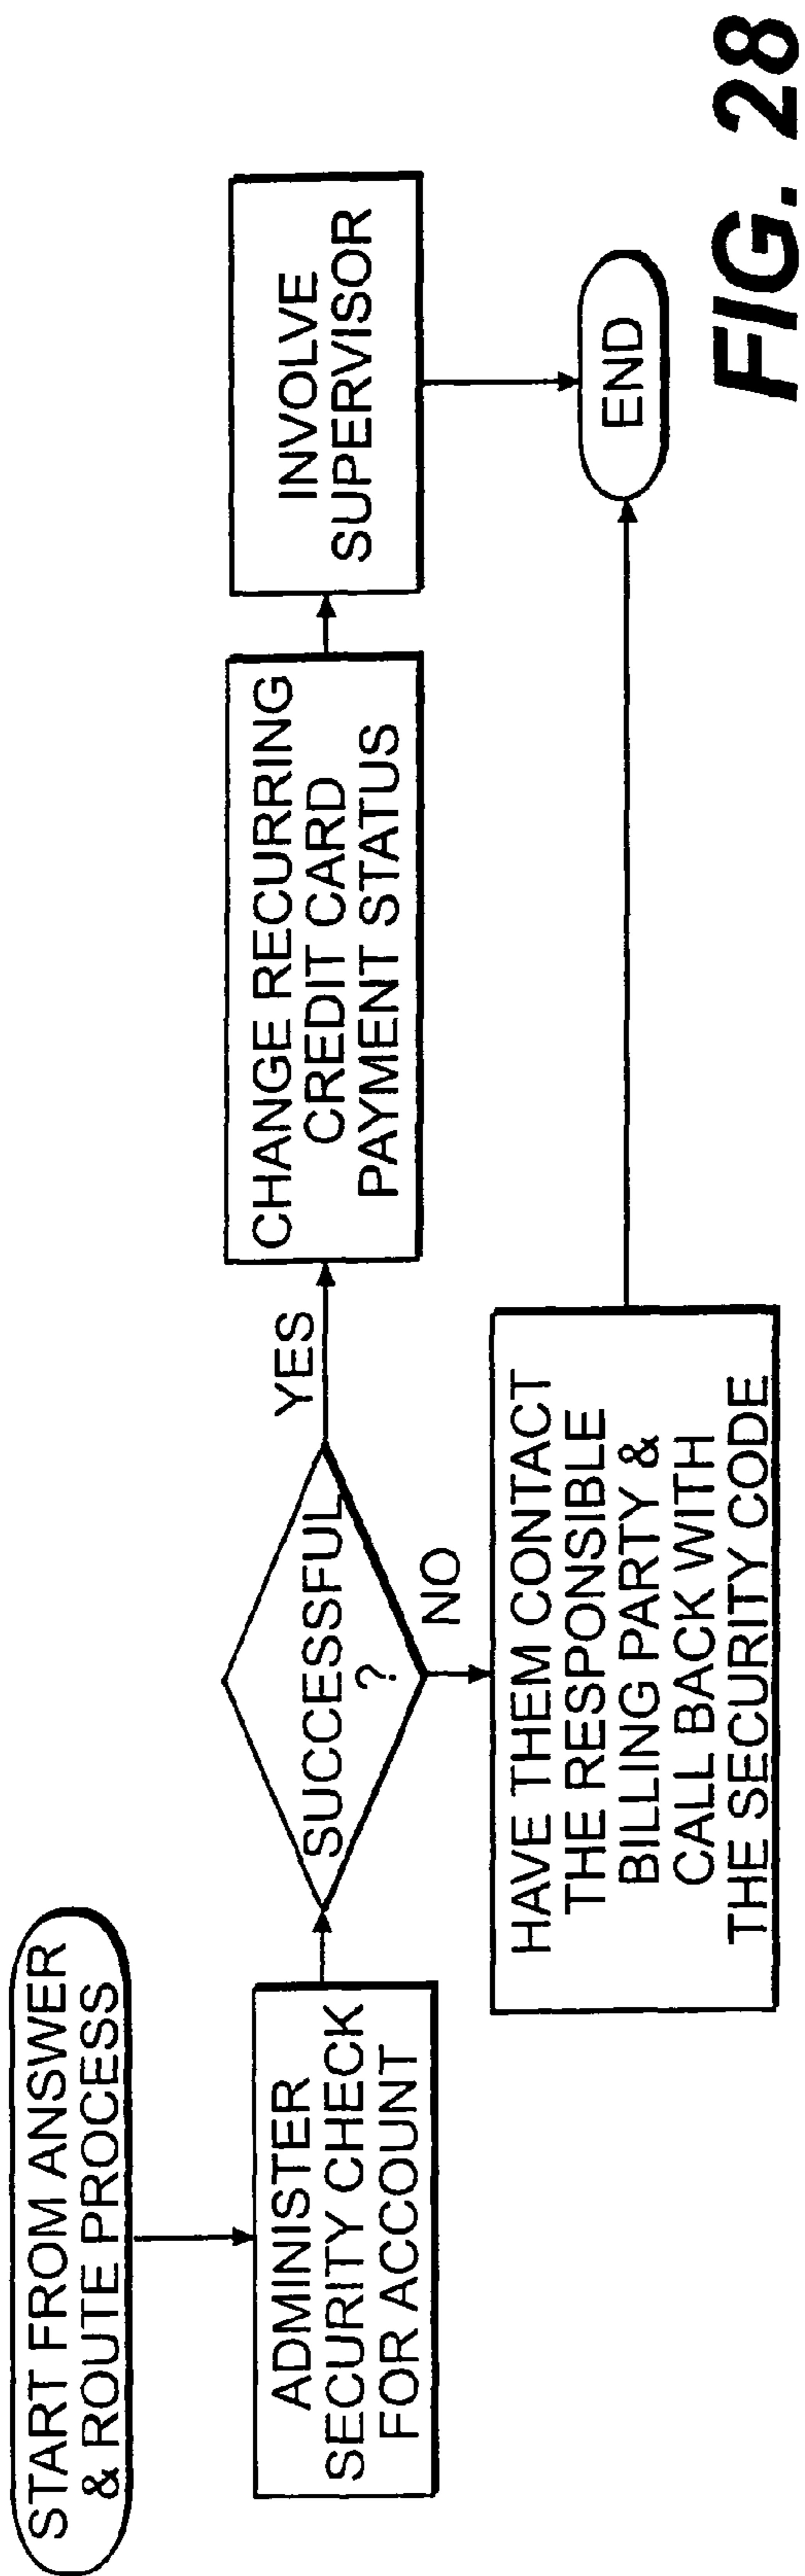 START FROM ANSWER
& ROUTE PROCESS
ADMINISTER
SECURITY CHECK
FOR ACCOUNT
SUCCESSFUL
?
YES
CHANGE RECURRING
CREDIT CARD
PAYMENT STATUS
INVOLVE
SUPERVISOR
NO
HAVE THEM CONTACT
THE RESPONSIBLE
BILLING PARTY &
CALL BACK WITH
THE SECURITY CODE
END
FIG. 28